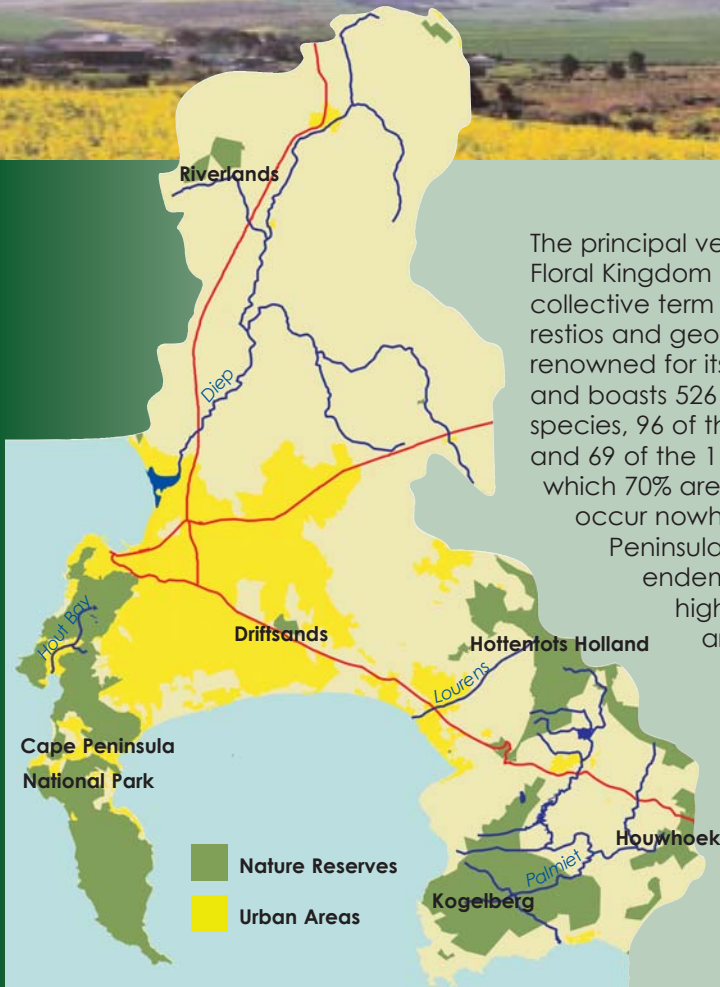 Riverlands
The principal ve
Floral Kingdom
collective term
restios and geo
renowned for its
and boasts 526
species, 96 of th
and 69 of the 1
which 70% are
occur nowh
Peninsula
endem
high
a
Diep
Hout Bay
Driftsands
Hottentots Holland
Lourens
Cape Peninsula
National Park
Houwhoek
Palmiet
Kogelberg
Nature Reserves
Urban Areas